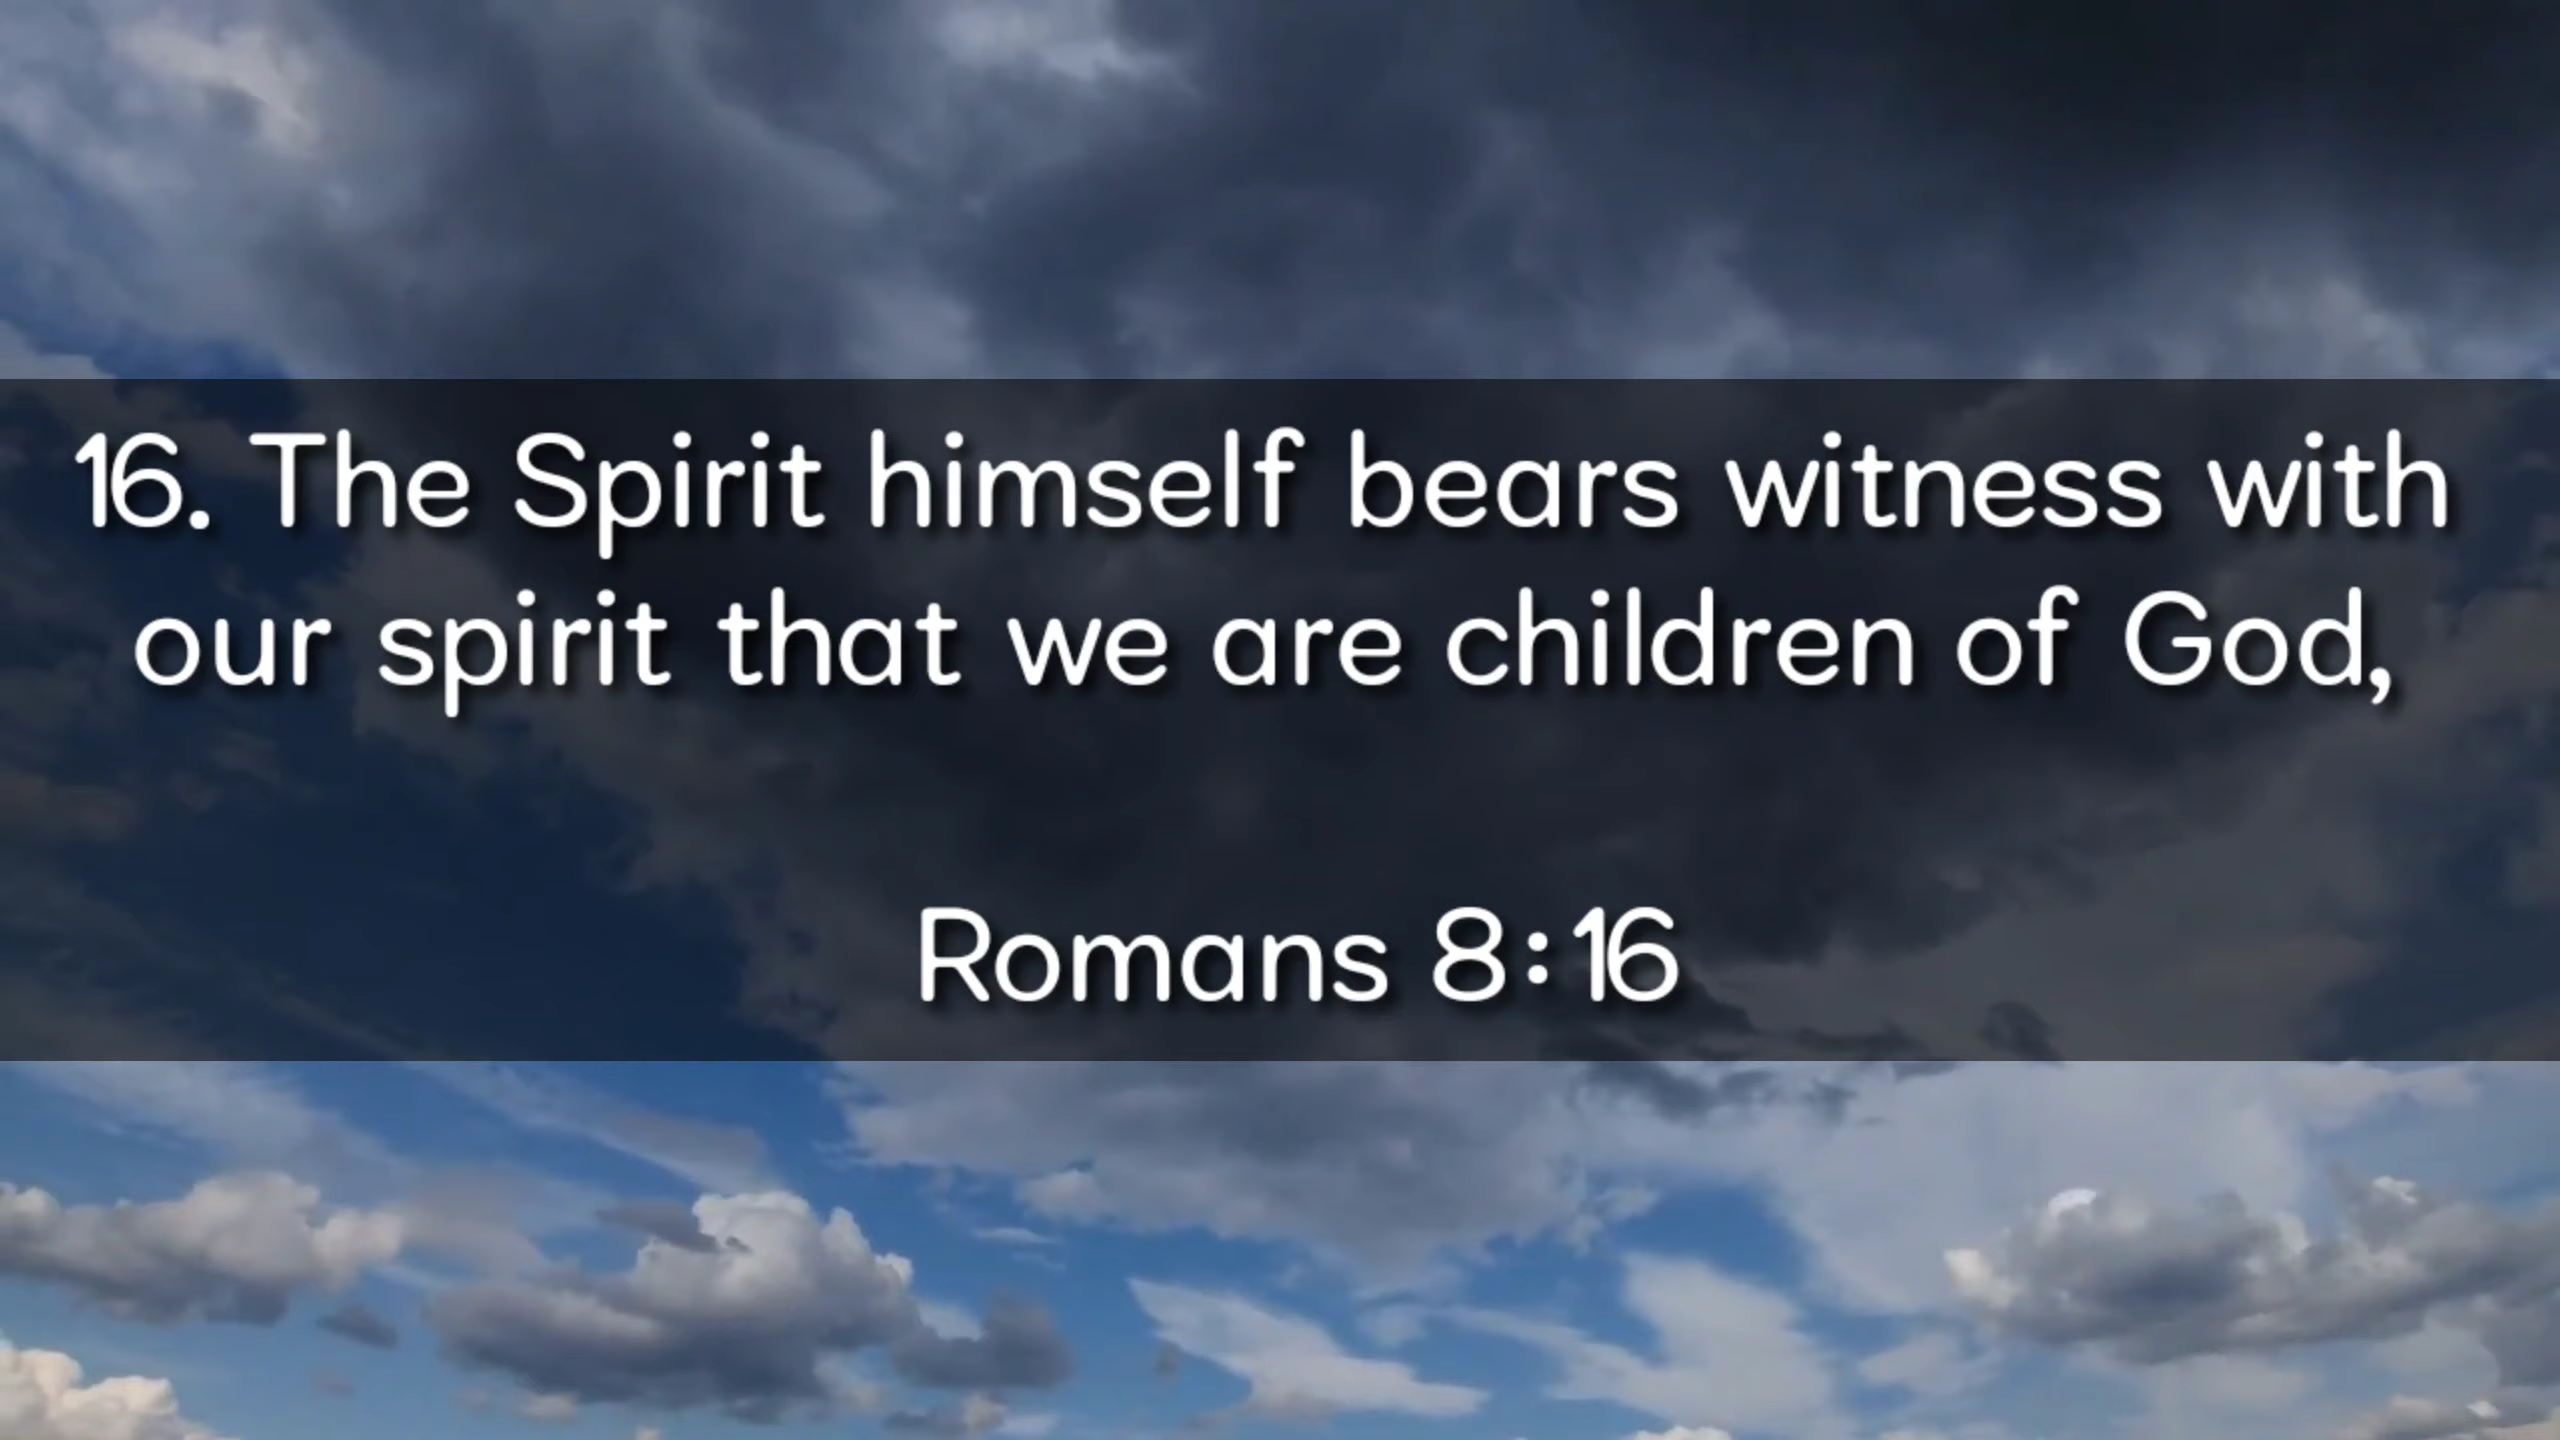 16. The Spirit himself bears witness with
our spirit that we are children of God,
Romans 8:16